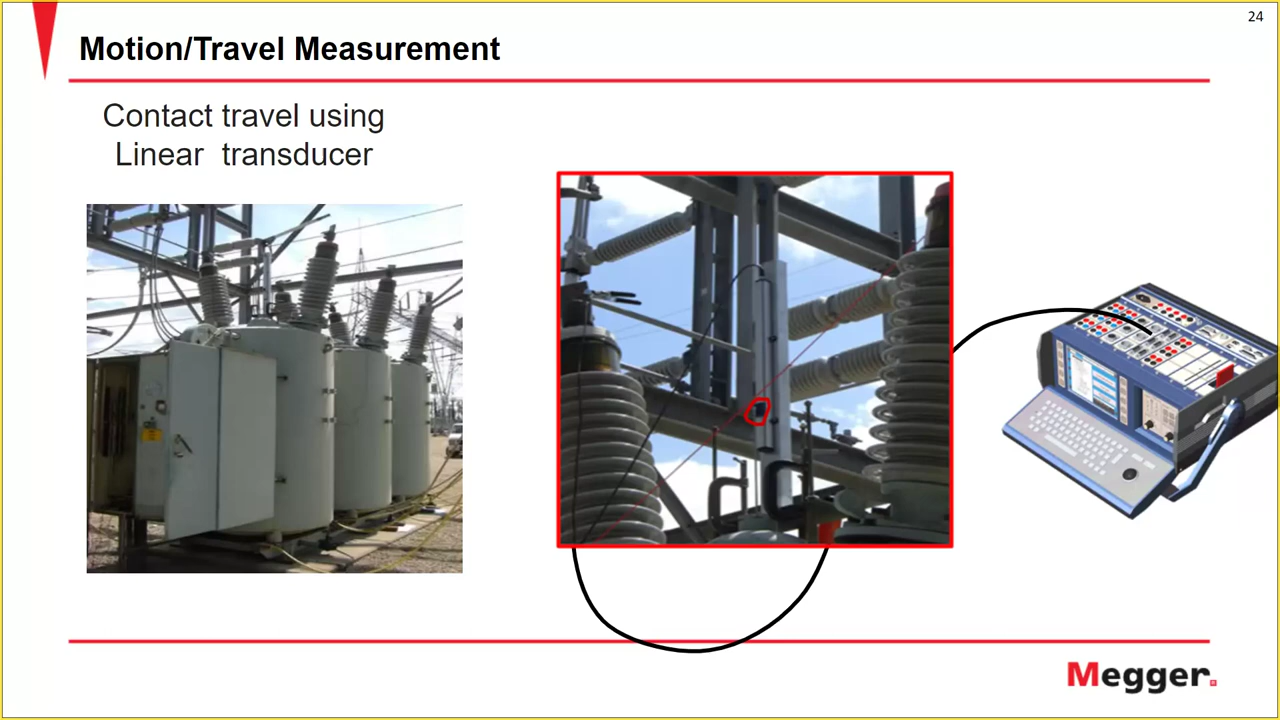 24
Motion/Travel Measurement
Contact travel using
Linear transducer
Megger.